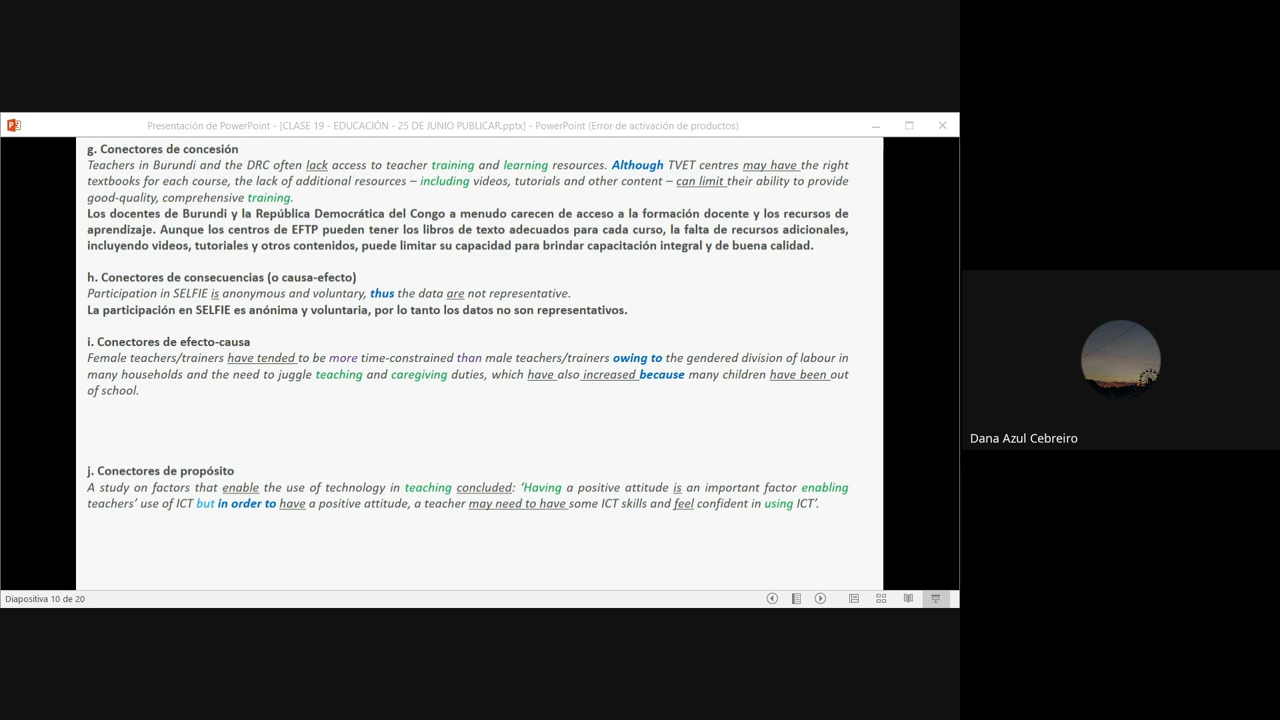 Presentación de PowerPoint - [CLASE 19 - EDUCACIÓN - 25 DE JUNIO PUBLICAR.pptx] - PowerPoint (Error de activación de productos)
g. Conectores de concesión
Teachers in Burundi and the DRC often lack access to teacher training and learning resources. Although TVET centres may have the right
textbooks for each course, the lack of additional resources – including videos, tutorials and other content – can limit their ability to provide
good-quality, comprehensive training.
Los docentes de Burundi y la República Democrática del Congo a menudo carecen de acceso a la formación docente y los recursos de
aprendizaje. Aunque los centros de EFTP pueden tener los libros de texto adecuados para cada curso, la falta de recursos adicionales,
incluyendo videos, tutoriales y otros contenidos, puede limitar su capacidad para brindar capacitación integral y de buena calidad.
h. Conectores de consecuencias (o causa-efecto)
Participation in SELFIE is anonymous and voluntary, thus the data are not representative.
La participación en SELFIE es anónima y voluntaria, por lo tanto los datos no son representativos.
i. Conectores de efecto-causa
Female teachers/trainers have tended to be more time-constrained than male teachers/trainers owing to the gendered division of labour in
many households and the need to juggle teaching and caregiving duties, which have also increased because many children have been out
of school.
j. Conectores de propósito
A study on factors that enable the use of technology in teaching concluded: ‘Having a positive attitude is an important factor enabling
teachers’ use of ICT but in order to have a positive attitude, a teacher may need to have some ICT skills and feel confident in using ICT’.
Diapositiva 10 de 20
Dana Azul Cebreiro